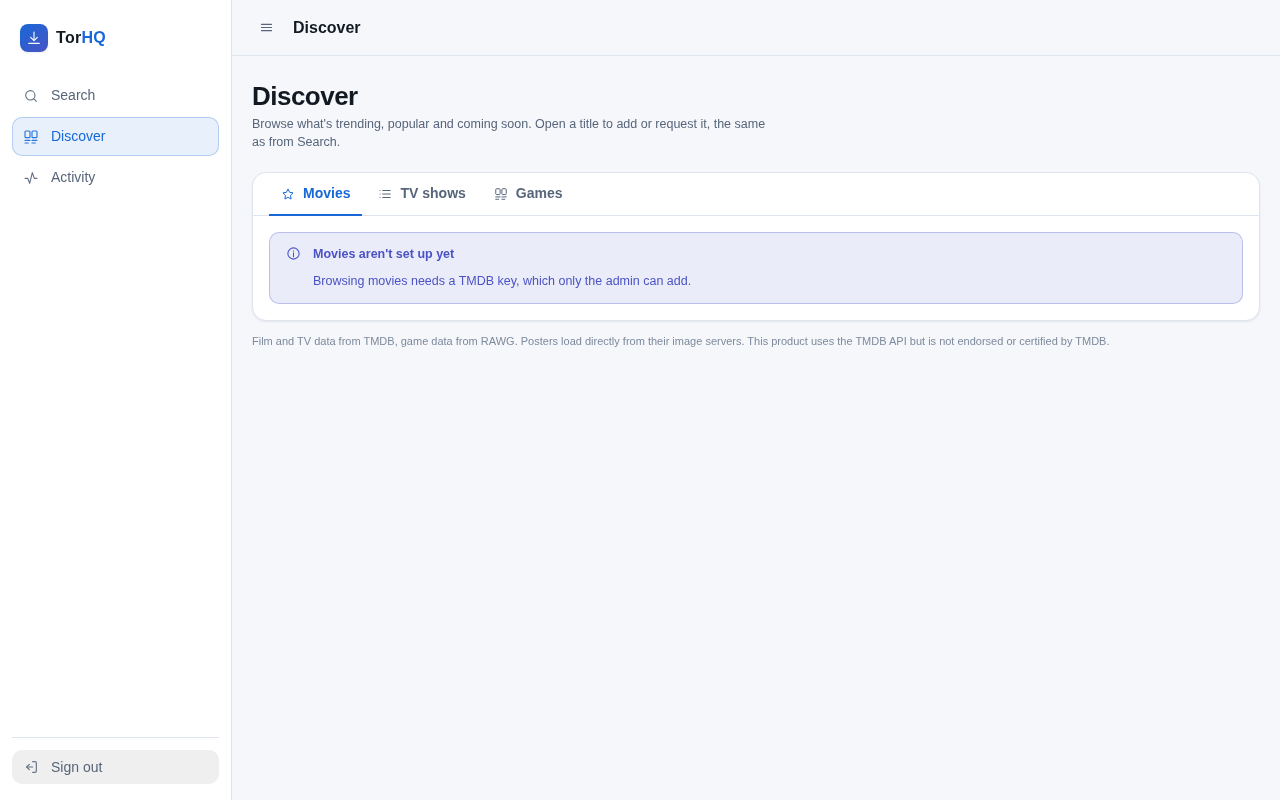 TorHQ
Search
Discover
Activity
Sign out
Discover
Discover
Browse what's trending, popular and coming soon. Open a title to add or request it, the same
as from Search.
Movies
TV shows
Games
Movies aren't set up yet
Browsing movies needs a TMDB key, which only the admin can add.
Film and TV data from TMDB, game data from RAWG. Posters load directly from their image servers. This product uses the TMDB API but is not endorsed or certified by TMDB.